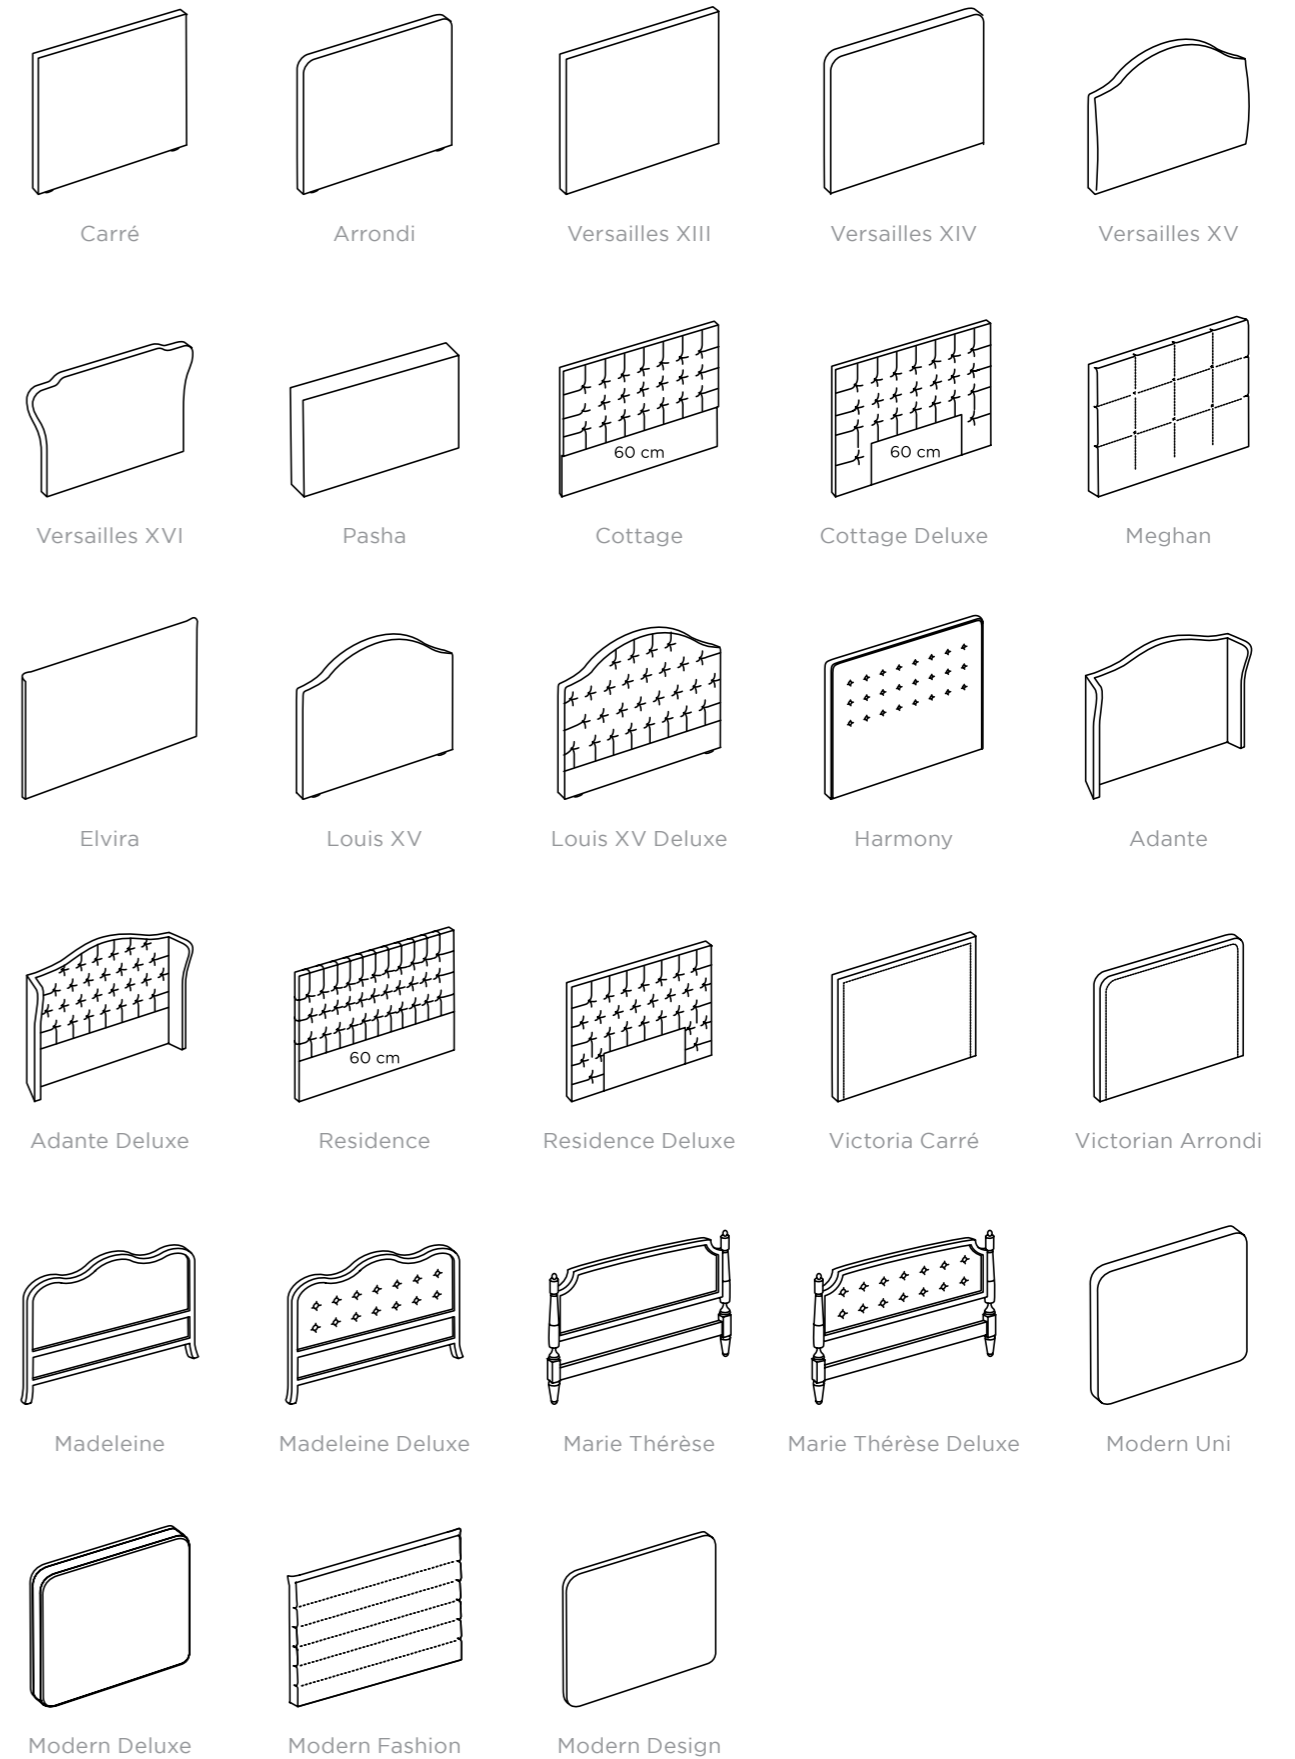 Carré
Arrondi
Versailles XIII
Versailles XIV
Versailles XV
60 cm
60 cm
Versailles XVI
Pasha
Cottage
Cottage Deluxe
Meghan
Elvira
Louis XV
Louis XV Deluxe
Harmony
Adante
60 cm
Adante Deluxe
Residence
Residence Deluxe
Victoria Carré
Victorian Arrondi
Madeleine
Madeleine Deluxe
Marie Thérèse
Marie Thérèse Deluxe
Modern Uni
Modern Deluxe
Modern Fashion
Modern Design